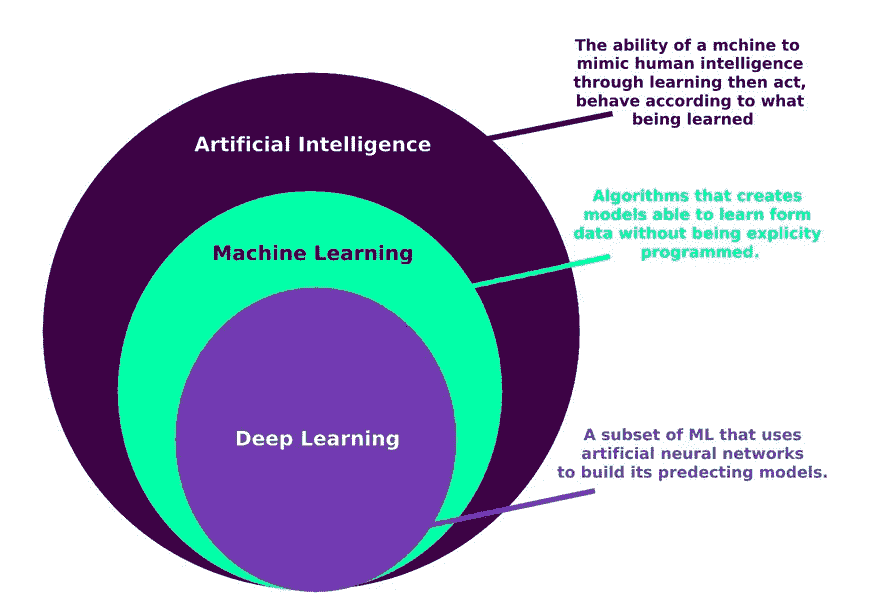 The ability of a mchine to
mimic human intelligence
through learning then act,
behave according to what
being learned
Artificial Intelligence
Algorithms that creates
models able to learn form
data without being explicity
programmed.
Machine Learning
Deep Learning
A subset of ML that uses
artificial neural networks
to build its predecting models.